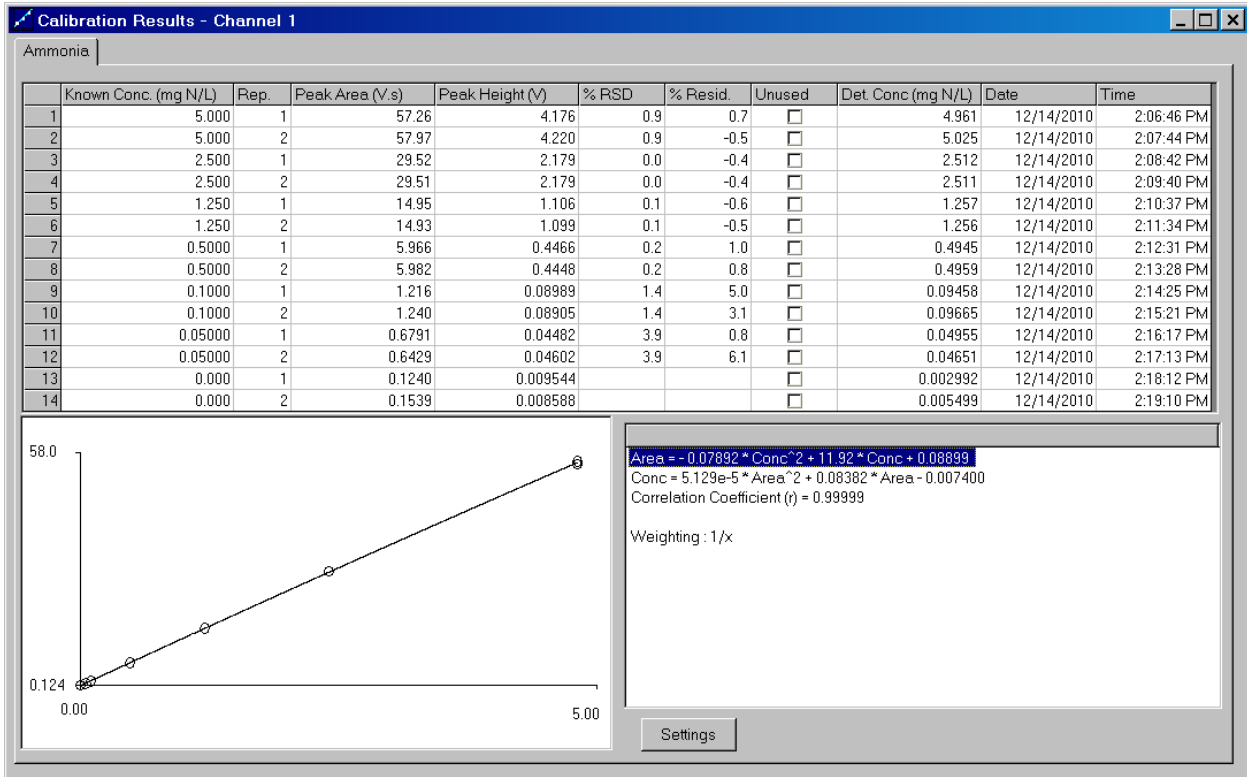 Calibration Results - Channel 1
Ammonia
Known Conc. (mg N/L) Rep. Peak Area (V.s) Peak Height (V) % RSD % Resid. Unused Det. Conc (mg N/L) Date Time
1 5.000 1 57.26 4.176 0.9 0.7 4.961 12/14/2010 2:06:46 PM
2 5.000 2 57.97 4.220 0.9 -0.5 5.025 12/14/2010 2:07:44 PM
3 2.500 1 29.52 2.179 0.0 -0.4 2.512 12/14/2010 2:08:42 PM
4 2.500 2 29.51 2.179 0.0 -0.4 2.511 12/14/2010 2:09:40 PM
5 1.250 1 14.95 1.106 0.1 -0.6 1.257 12/14/2010 2:10:37 PM
6 1.250 2 14.93 1.099 0.1 -0.5 1.256 12/14/2010 2:11:34 PM
7 0.5000 1 5.966 0.4466 0.2 1.0 0.4945 12/14/2010 2:12:31 PM
8 0.5000 2 5.982 0.4448 0.2 0.8 0.4959 12/14/2010 2:13:28 PM
9 0.1000 1 1.216 0.08989 1.4 5.0 0.09458 12/14/2010 2:14:25 PM
10 0.1000 2 1.240 0.08905 1.4 3.1 0.09665 12/14/2010 2:15:21 PM
11 0.05000 1 0.6791 0.04482 3.9 0.8 0.04955 12/14/2010 2:16:17 PM
12 0.05000 2 0.6429 0.04602 3.9 6.1 0.04651 12/14/2010 2:17:13 PM
13 0.000 1 0.1240 0.009544 0.002992 12/14/2010 2:18:12 PM
14 0.000 2 0.1539 0.008588 0.005499 12/14/2010 2:19:10 PM
58.0
0.124
0.00
5.00
Area = - 0.07892 * Conc^2 + 11.92 * Conc + 0.08899
Conc = 5.129e-5 * Area^2 + 0.08382 * Area - 0.007400
Correlation Coefficient (r) = 0.99999
Weighting : 1/x
Settings